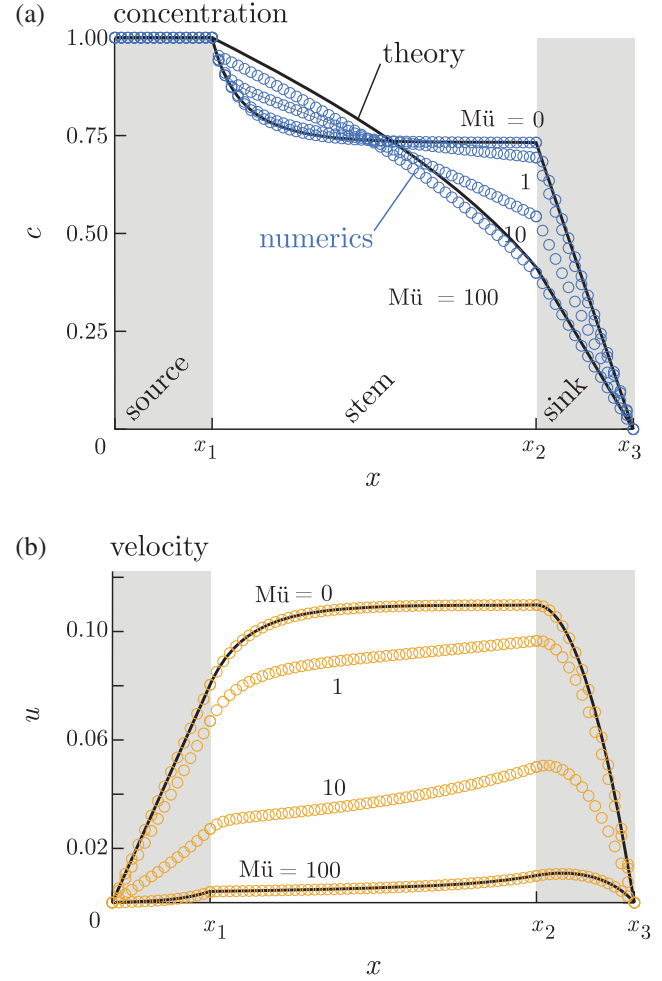 (a)
concentration
1.00
0.75
0.50
0.25
0
c
theory
numerics
Mü = 0
1
10
Mü = 100
source
stem
sink
x1
x2
x3
x
(b)
velocity
0.10
0.06
0.02
0
u
Mü = 0
1
10
Mü = 100
x1
x2
x3
x